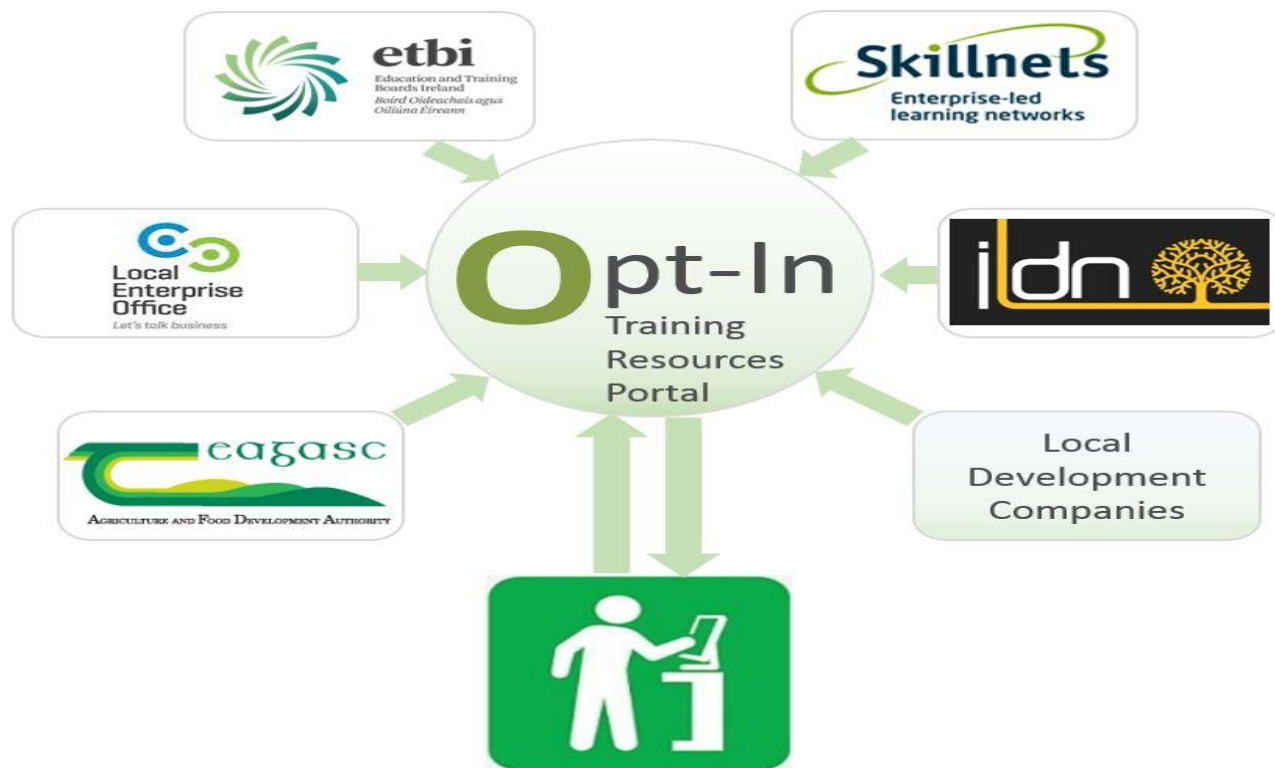 etbi
Education and Training
Boards Ireland
Boird Oideachais agus
Oiliúna Éireann
Skillnets
Enterprise-led
learning networks
Local
Enterprise
Office
Let's talk business
Opt-In
Training
Resources
Portal
ildn
eagasc
AGRICULTURE AND FOOD DEVELOPMENT AUTHORITY
Local
Development
Companies